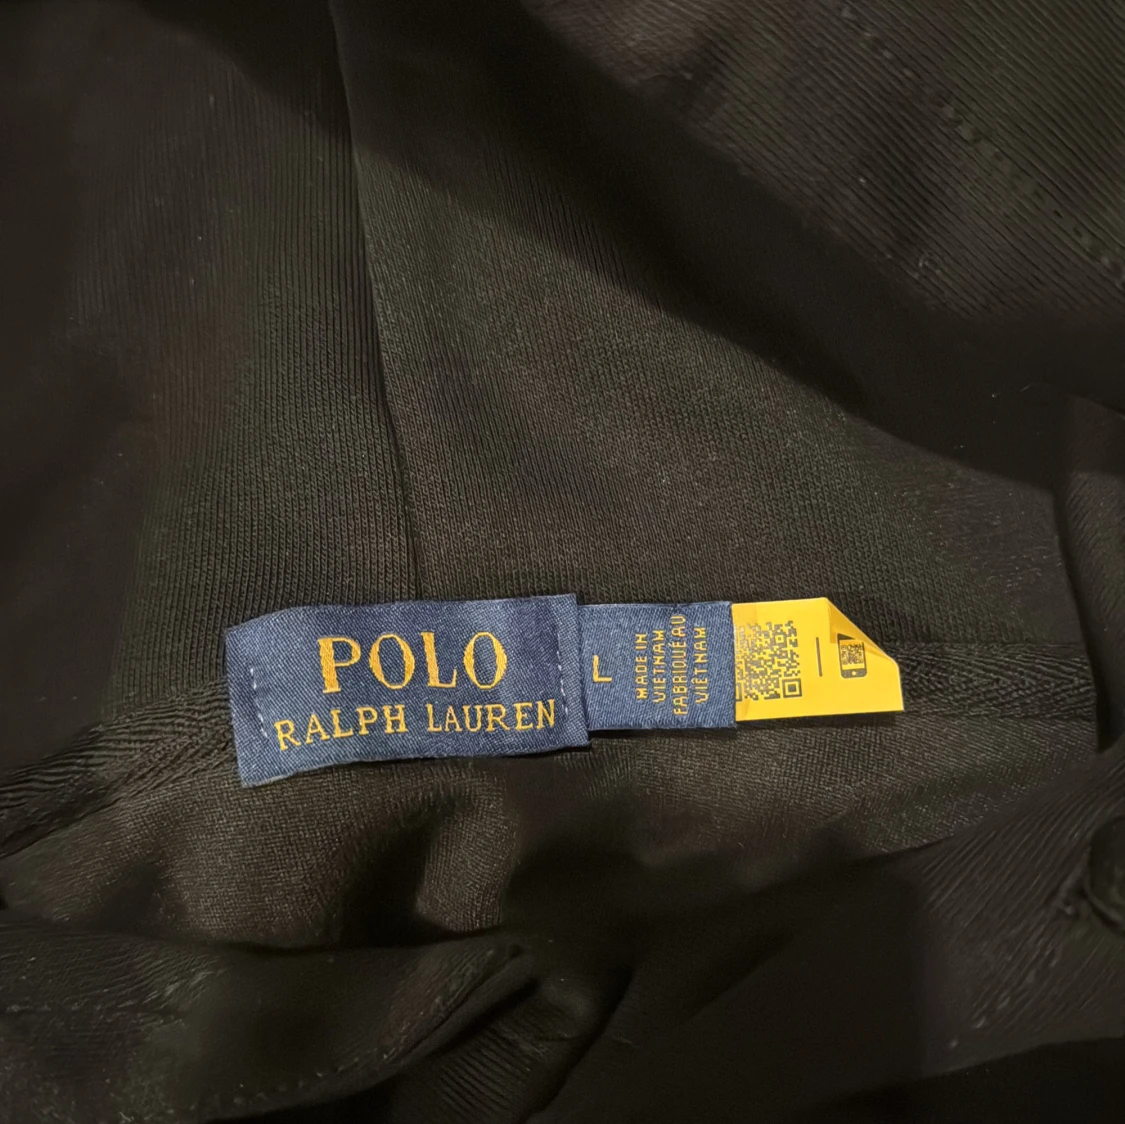 POLO
RALPH LAUREN
L
MADE IN
VIETNAM
FABRIQUÉ AU
VIETNAM